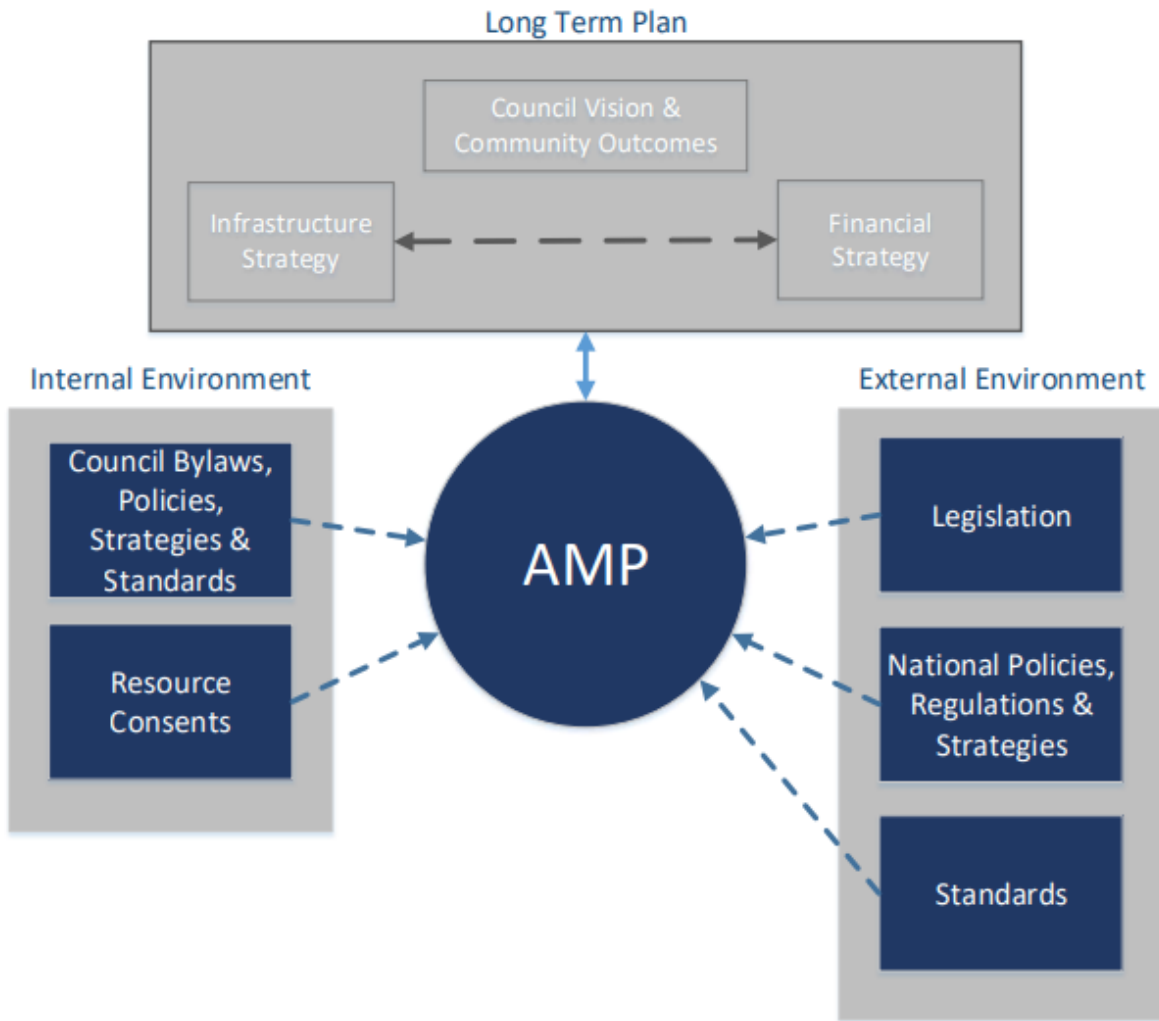 Long Term Plan
Council Vision &
Community Outcomes
Infrastructure
Strategy
Financial
Strategy
Internal Environment
Council Bylaws,
Policies,
Strategies &
Standards
Resource
Consents
AMP
External Environment
Legislation
National Policies,
Regulations &
Strategies
Standards